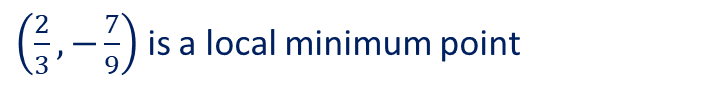 (2/3, −7/9) is a local minimum point